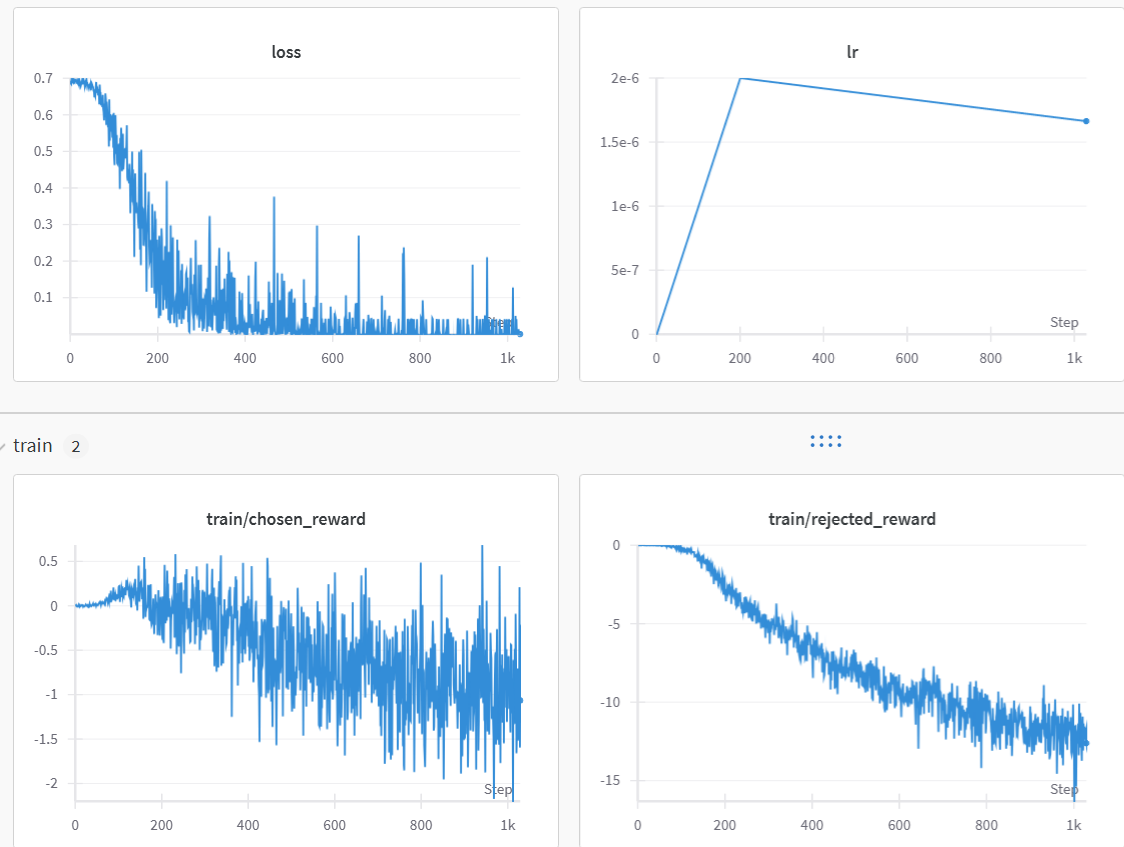 loss
0.7
0.6
0.5
0.4
0.3
0.2
0.1
Step
0 200 400 600 800 1k
lr
2e-6
1.5e-6
1e-6
5e-7
0
Step
0 200 400 600 800 1k
train 2
train/chosen_reward
0.5
0
-0.5
-1
-1.5
-2
Step
0 200 400 600 800 1k
train/rejected_reward
0
-5
-10
-15
Step
0 200 400 600 800 1k